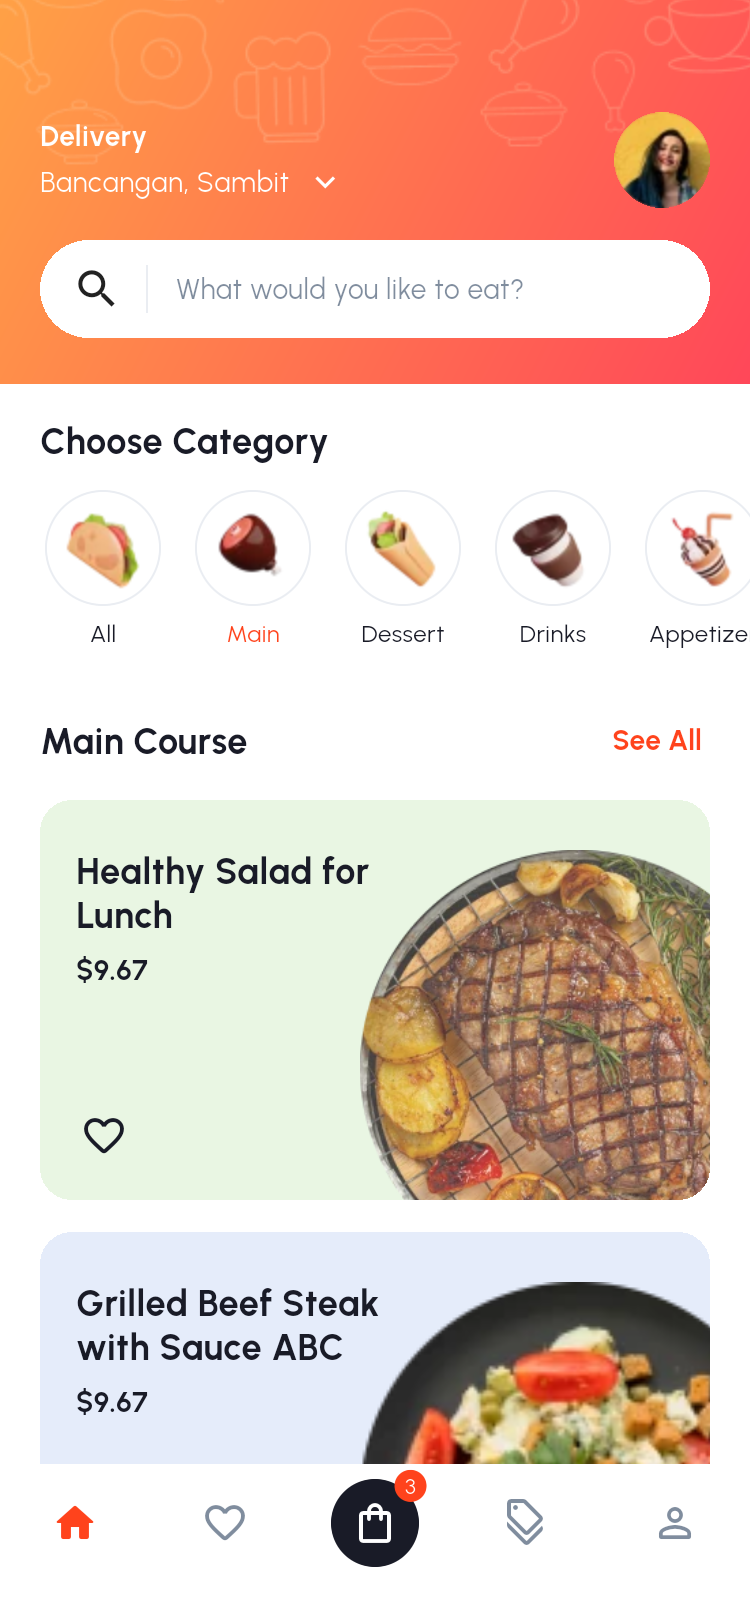 Delivery
Bancangan, Sambit
What would you like to eat?
Choose Category
All
Main
Dessert
Drinks
Appetize
Main Course
See All
Healthy Salad for
Lunch
$9.67
Grilled Beef Steak
with Sauce ABC
$9.67
3